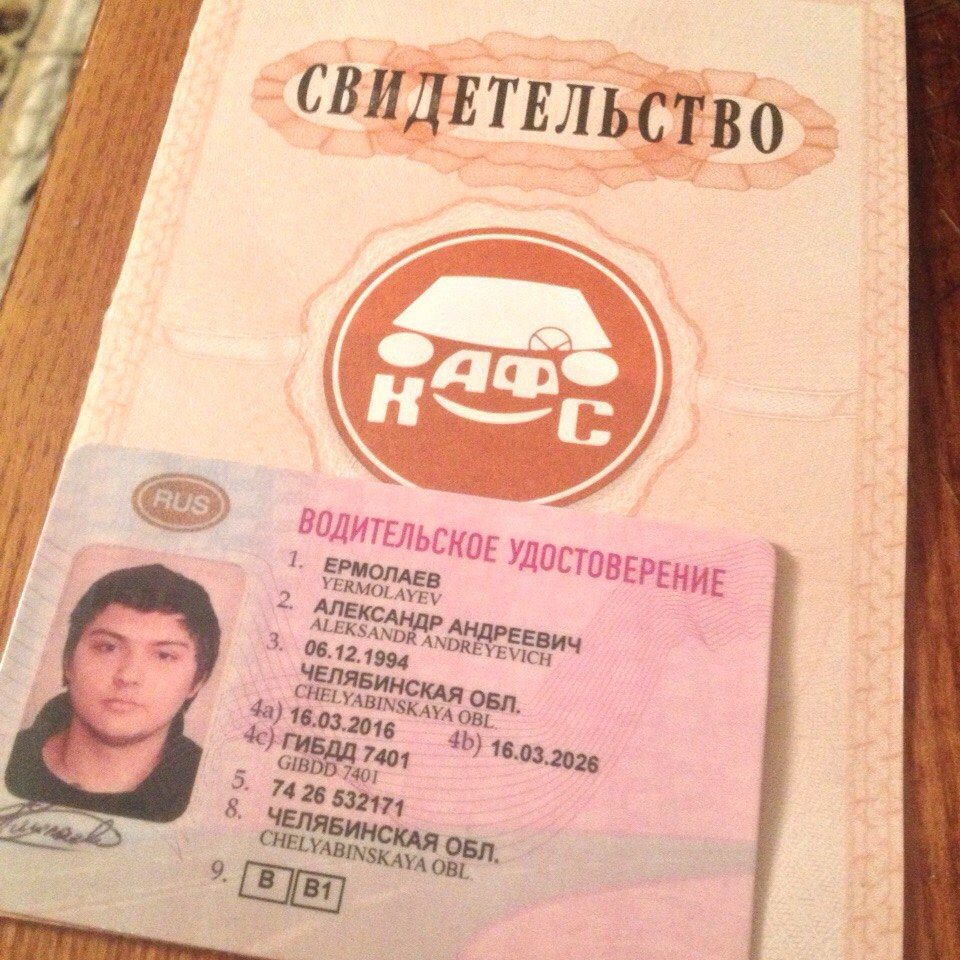 СВИДЕТЕЛЬСТВО
КАФС
RUS
ВОДИТЕЛЬСКОЕ УДОСТОВЕРЕНИЕ
1. ЕРМОЛАЕВ
YERMOLAYEV
2. АЛЕКСАНДР АНДРЕЕВИЧ
ALEKSANDR ANDREYEVICH
3. 06.12.1994
ЧЕЛЯБИНСКАЯ ОБЛ.
CHELYABINSKAYA OBL.
4a) 16.03.2016 4b) 16.03.2026
4c) ГИБДД 7401
GIBDD 7401
5. 74 26 532171
8. ЧЕЛЯБИНСКАЯ ОБЛ.
CHELYABINSKAYA OBL.
9. B B1